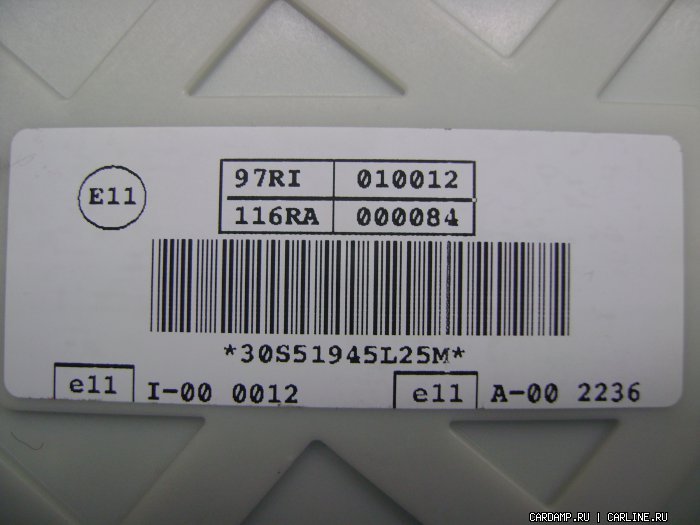 E11
97RI 010012
116RA 000084
*30S51945L25M*
e11 I-00 0012 e11 A-00 2236
CARDAMP.RU | CARLINE.RU